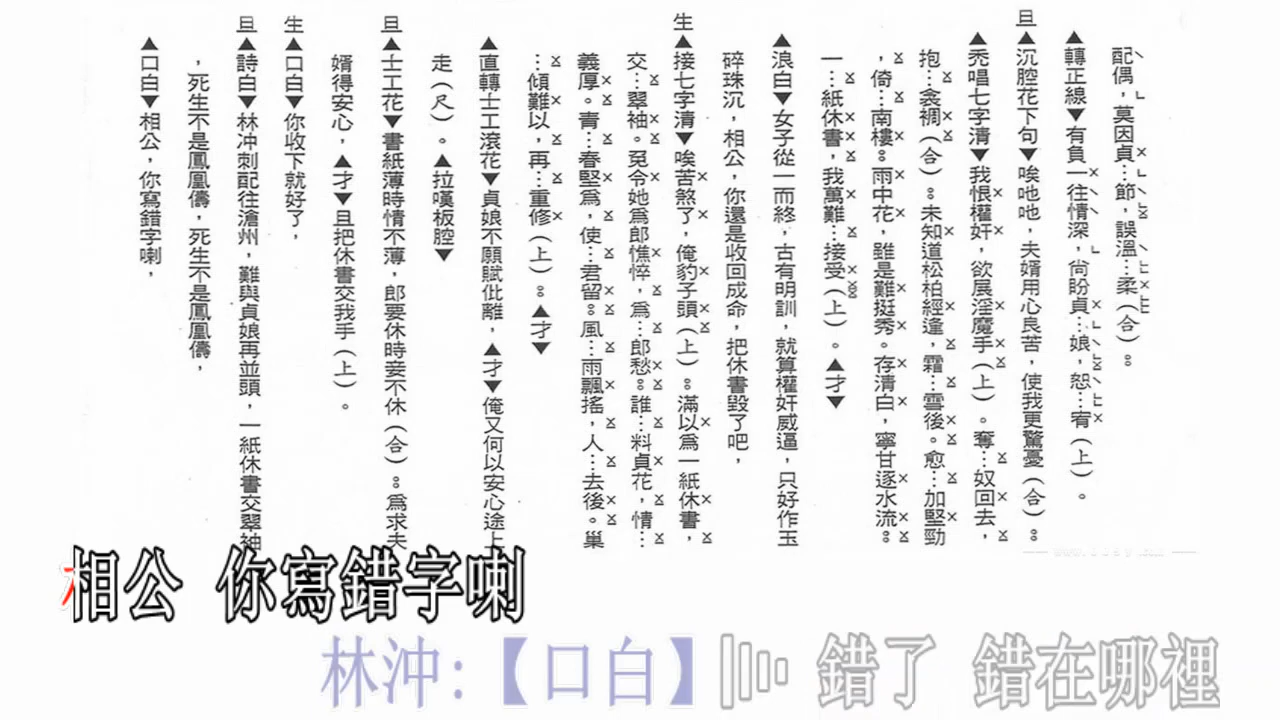 配偶，莫因貞…節，誤溫…柔（合）。
▲轉正線▼有負一往情深，尚盼貞…娘，恕…宥（上）。
旦▲沉腔花下句▼唉吔吔，夫婿用心良苦，使我更驚憂（合）。
▲禿唱七字清▼我恨權奸，欲展淫魔手（上）。奪…奴回去，
抱…衾裯（合）。未知道松柏經逢，霜…雪後。愈…加堅勁
，倚…南樓。雨中花，雖是難挺秀。存清白，寧甘逐水流。
一…紙休書，我萬難…接受（上）。▲才▼
▲浪白▼女子從一而終，古有明訓，就算權奸威逼，只好作玉
碎珠沉，相公，你還是收回成命，把休書毀了吧，
生▲接七字清▼唉苦煞了，俺豹子頭（上）。滿以為一紙休書，
交…翠袖。免令她為郎憔悴，為…郎愁。誰…料貞花，情…
義厚。青…春堅為，使…君留。風…雨飄搖，人…去後。巢
…傾難以，再…重修（上）。▲才▼
▲直轉士工滾花▼貞娘不願賦仳離，▲才▼俺又何以安心途上
走（尺）。▲拉嘆板腔▼
旦▲士工花▼書紙薄時情不薄，郎要休時妾不休（合）。為求夫
婿得安心，▲才▼且把休書交我手（上）。
生▲口白▼你收下就好了，
旦▲詩白▼林冲刺配往滄州，難與貞娘再並頭，一紙休書交翠袖
，死生不是鳳凰儔，死生不是鳳凰儔，
▲口白▼相公，你寫錯字喇，
相公 你寫錯字喇
林沖:【口白】 錯了 錯在哪裡